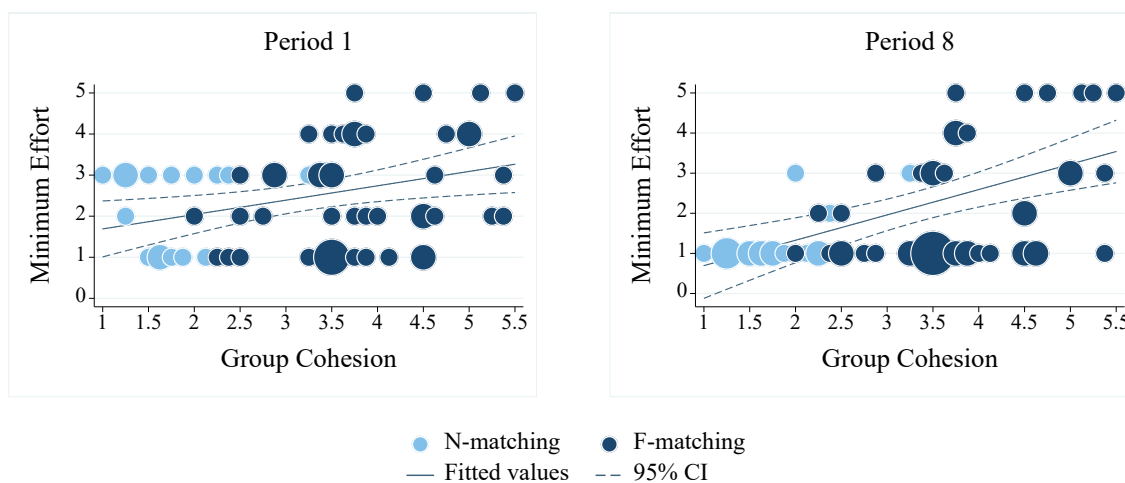 Period 1
Minimum Effort
5
4
3
2
1
0
1 1.5 2 2.5 3 3.5 4 4.5 5 5.5
Group Cohesion
Period 8
Minimum Effort
5
4
3
2
1
0
1 1.5 2 2.5 3 3.5 4 4.5 5 5.5
Group Cohesion
N-matching F-matching
Fitted values 95% CI